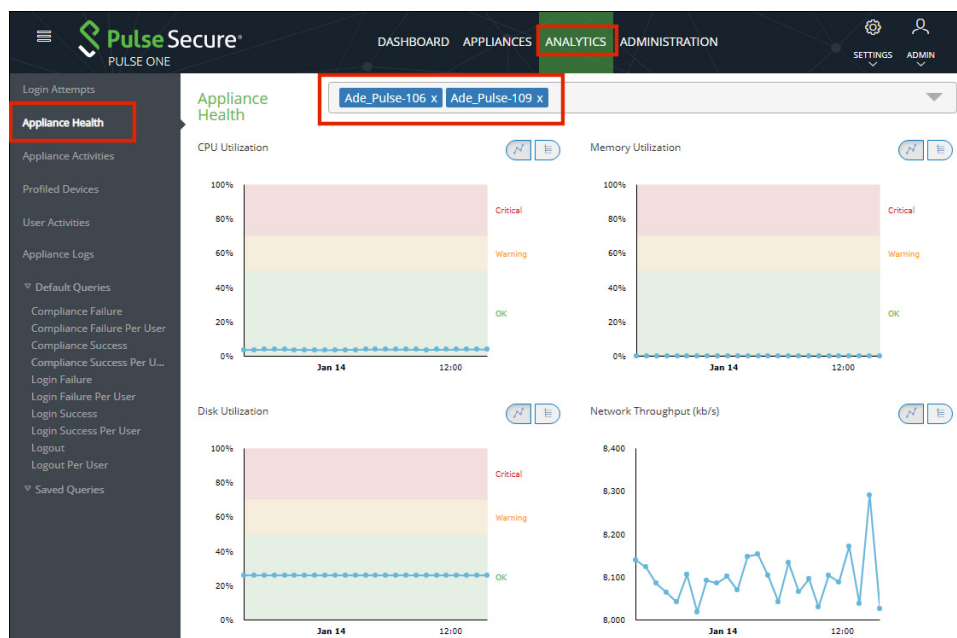 Pulse Secure®
PULSE ONE
DASHBOARD APPLIANCES ANALYTICS ADMINISTRATION
SETTINGS ADMIN
Login Attempts
Appliance Health
Appliance Activities
Profiled Devices
User Activities
Appliance Logs
Default Queries
Compliance Failure
Compliance Failure Per User
Compliance Success
Compliance Success Per U...
Login Failure
Login Failure Per User
Login Success
Login Success Per User
Logout
Logout Per User
Saved Queries
Appliance
Health
Ade_Pulse-106 x Ade_Pulse-109 x
CPU Utilization
100%
80%
60%
40%
20%
0%
Critical
Warning
OK
Jan 14 12:00
Memory Utilization
100%
80%
60%
40%
20%
0%
Critical
Warning
OK
Jan 14 12:00
Disk Utilization
100%
80%
60%
40%
20%
0%
Critical
Warning
OK
Jan 14 12:00
Network Throughput (kb/s)
8,400
8,300
8,200
8,100
8,000
Jan 14 12:00